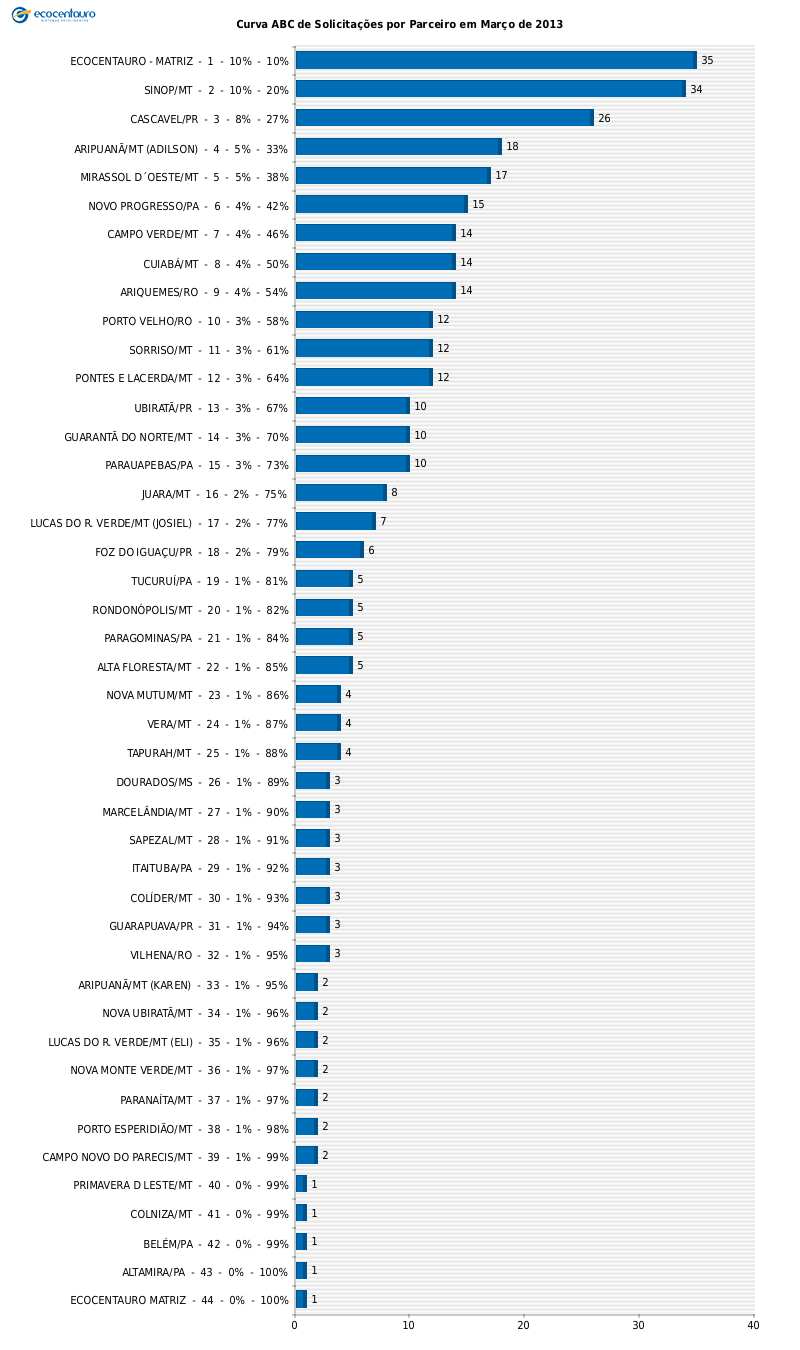 ecocentauro
Curva ABC de Solicitações por Parceiro em Março de 2013
ECOCENTAURO - MATRIZ - 1 - 10% - 10% 35
SINOP/MT - 2 - 10% - 20% 34
CASCAVEL/PR - 3 - 8% - 27% 26
ARIPUANÃ/MT (ADILSON) - 4 - 5% - 33% 18
MIRASSOL D´OESTE/MT - 5 - 5% - 38% 17
NOVO PROGRESSO/PA - 6 - 4% - 42% 15
CAMPO VERDE/MT - 7 - 4% - 46% 14
CUIABÁ/MT - 8 - 4% - 50% 14
ARIQUEMES/RO - 9 - 4% - 54% 14
PORTO VELHO/RO - 10 - 3% - 58% 12
SORRISO/MT - 11 - 3% - 61% 12
PONTES E LACERDA/MT - 12 - 3% - 64% 12
UBIRATÃ/PR - 13 - 3% - 67% 10
GUARANTÃ DO NORTE/MT - 14 - 3% - 70% 10
PARAUAPEBAS/PA - 15 - 3% - 73% 10
JUARA/MT - 16 - 2% - 75% 8
LUCAS DO R. VERDE/MT (JOSIEL) - 17 - 2% - 77% 7
FOZ DO IGUAÇU/PR - 18 - 2% - 79% 6
TUCURUÍ/PA - 19 - 1% - 81% 5
RONDONÓPOLIS/MT - 20 - 1% - 82% 5
PARAGOMINAS/PA - 21 - 1% - 84% 5
ALTA FLORESTA/MT - 22 - 1% - 85% 5
NOVA MUTUM/MT - 23 - 1% - 86% 4
VERA/MT - 24 - 1% - 87% 4
TAPURAH/MT - 25 - 1% - 88% 4
DOURADOS/MS - 26 - 1% - 89% 3
MARCELÂNDIA/MT - 27 - 1% - 90% 3
SAPEZAL/MT - 28 - 1% - 91% 3
ITAITUBA/PA - 29 - 1% - 92% 3
COLÍDER/MT - 30 - 1% - 93% 3
GUARAPUAVA/PR - 31 - 1% - 94% 3
VILHENA/RO - 32 - 1% - 95% 3
ARIPUANÃ/MT (KAREN) - 33 - 1% - 95% 2
NOVA UBIRATÃ/MT - 34 - 1% - 96% 2
LUCAS DO R. VERDE/MT (ELI) - 35 - 1% - 96% 2
NOVA MONTE VERDE/MT - 36 - 1% - 97% 2
PARANAÍTA/MT - 37 - 1% - 97% 2
PORTO ESPERIDIÃO/MT - 38 - 1% - 98% 2
CAMPO NOVO DO PARECIS/MT - 39 - 1% - 99% 2
PRIMAVERA D LESTE/MT - 40 - 0% - 99% 1
COLNIZA/MT - 41 - 0% - 99% 1
BELÉM/PA - 42 - 0% - 99% 1
ALTAMIRA/PA - 43 - 0% - 100% 1
ECOCENTAURO MATRIZ - 44 - 0% - 100% 1
0 10 20 30 40